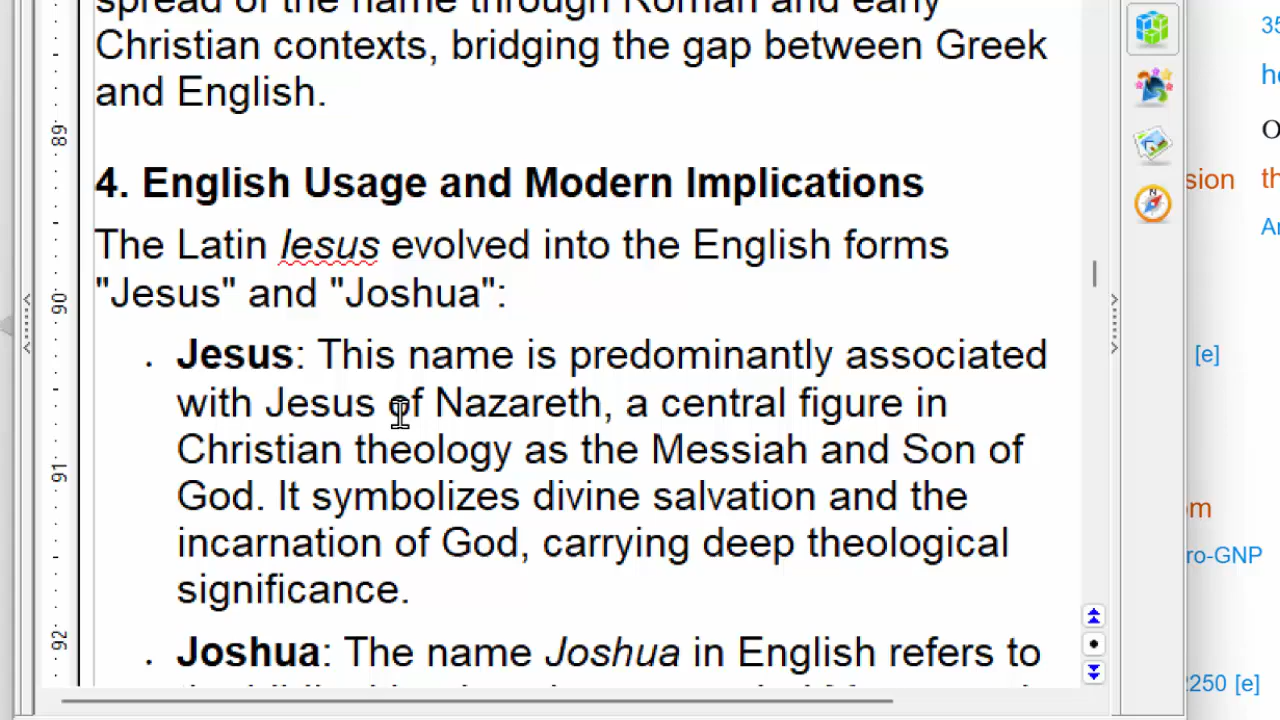 spread of the name through Roman and early
Christian contexts, bridging the gap between Greek
and English.
4. English Usage and Modern Implications
The Latin Iesus evolved into the English forms
"Jesus" and "Joshua":
• Jesus: This name is predominantly associated
with Jesus of Nazareth, a central figure in
Christian theology as the Messiah and Son of
God. It symbolizes divine salvation and the
incarnation of God, carrying deep theological
significance.
• Joshua: The name Joshua in English refers to
89
90
91
92
N
35
O
sion th
[e]
om
ro-GNP
2250 [e]